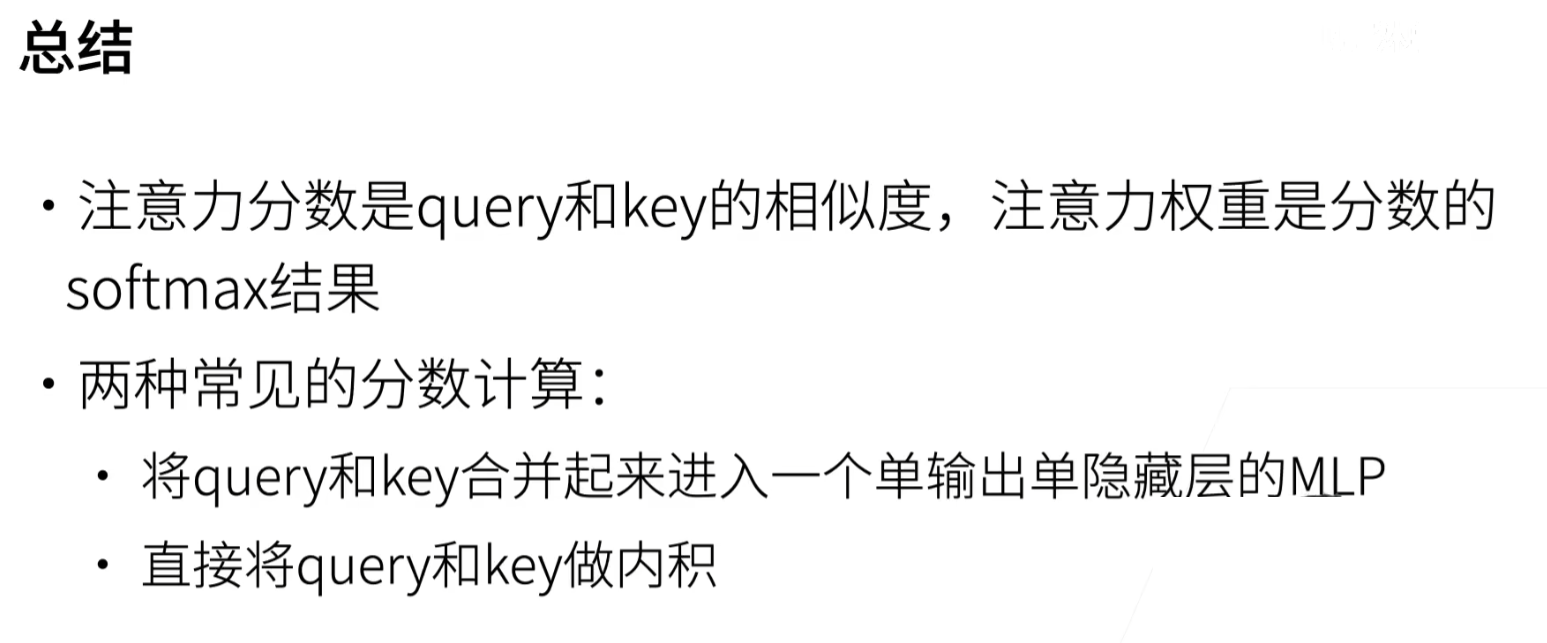 总结
• 注意力分数是query和key的相似度，注意力权重是分数的
softmax结果
• 两种常见的分数计算：
• 将query和key合并起来进入一个单输出单隐藏层的MLP
• 直接将query和key做内积